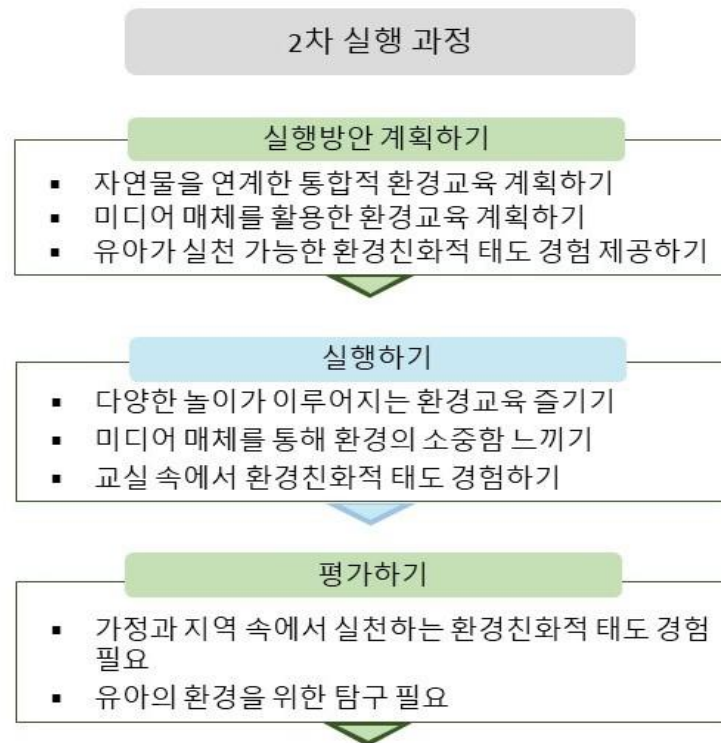 2차 실행 과정
실행방안 계획하기
▪ 자연물을 연계한 통합적 환경교육 계획하기
▪ 미디어 매체를 활용한 환경교육 계획하기
▪ 유아가 실천 가능한 환경친화적 태도 경험 제공하기
실행하기
▪ 다양한 놀이가 이루어지는 환경교육 즐기기
▪ 미디어 매체를 통해 환경의 소중함 느끼기
▪ 교실 속에서 환경친화적 태도 경험하기
평가하기
▪ 가정과 지역 속에서 실천하는 환경친화적 태도 경험
필요
▪ 유아의 환경을 위한 탐구 필요